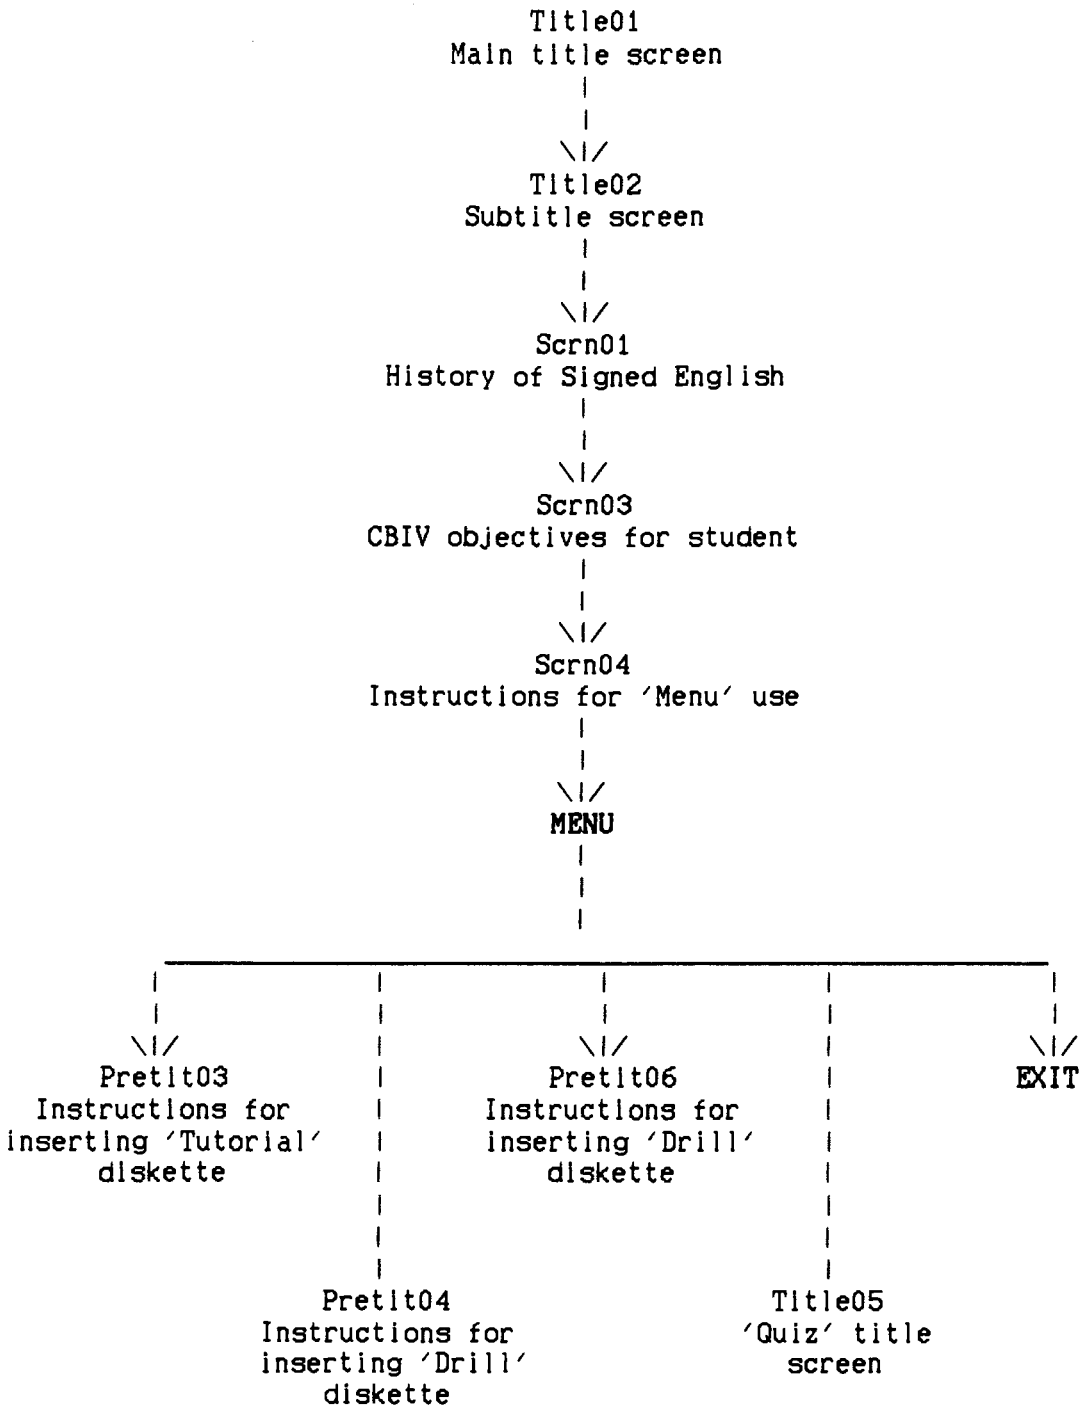 Title01
Main title screen
Title02
Subtitle screen
Scrn01
History of Signed English
Scrn03
CBIV objectives for student
Scrn04
Instructions for 'Menu' use
MENU
Pretit03
Instructions for
inserting 'Tutorial'
diskette
Pretit06
Instructions for
inserting 'Drill'
diskette
EXIT
Pretit04
Instructions for
inserting 'Drill'
diskette
Title05
'Quiz' title
screen